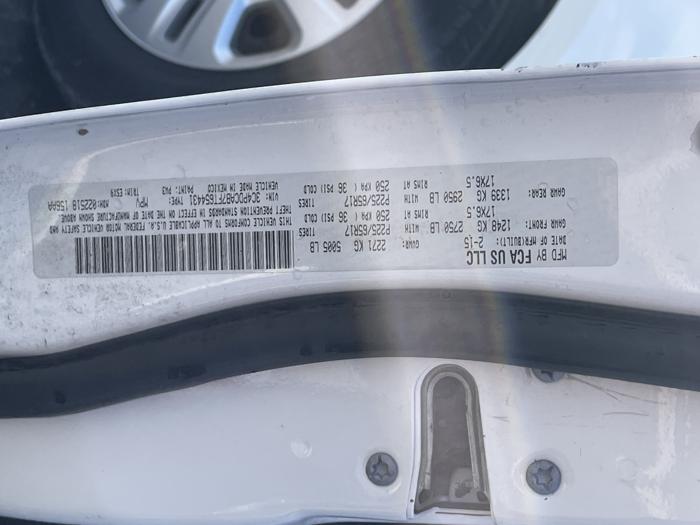 MFD BY FCA US LLC
DATE OF MFR(BUILT): 2-15 GVWR: 2271 KG 5005 LB
GAWR FRONT: 1248 KG 2750 LB TIRES P225/65R17
17X6.5 RIMS AT 250 KPA ( 36 PSI) COLD
GAWR REAR: 1339 KG 2950 LB TIRES P225/65R17
17X6.5 RIMS AT 250 KPA ( 36 PSI) COLD
THIS VEHICLE CONFORMS TO ALL APPLICABLE U.S.A. FEDERAL MOTOR VEHICLE SAFETY AND
THEFT PREVENTION STANDARDS IN EFFECT ON THE DATE OF MANUFACTURE SHOWN ABOVE.
VIN: 3C4PDCAB7FT654431 TYPE: MPV MDH: 022518 156AA
VEHICLE MADE IN MEXICO PAINT: PW3 TRIM: E5X9